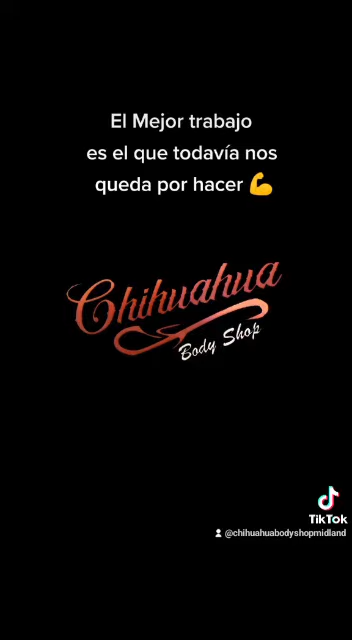 El Mejor trabajo
es el que todavía nos
queda por hacer 💪
Chihuahua
Body Shop
TikTok
@chihuahuabodyshopmidland